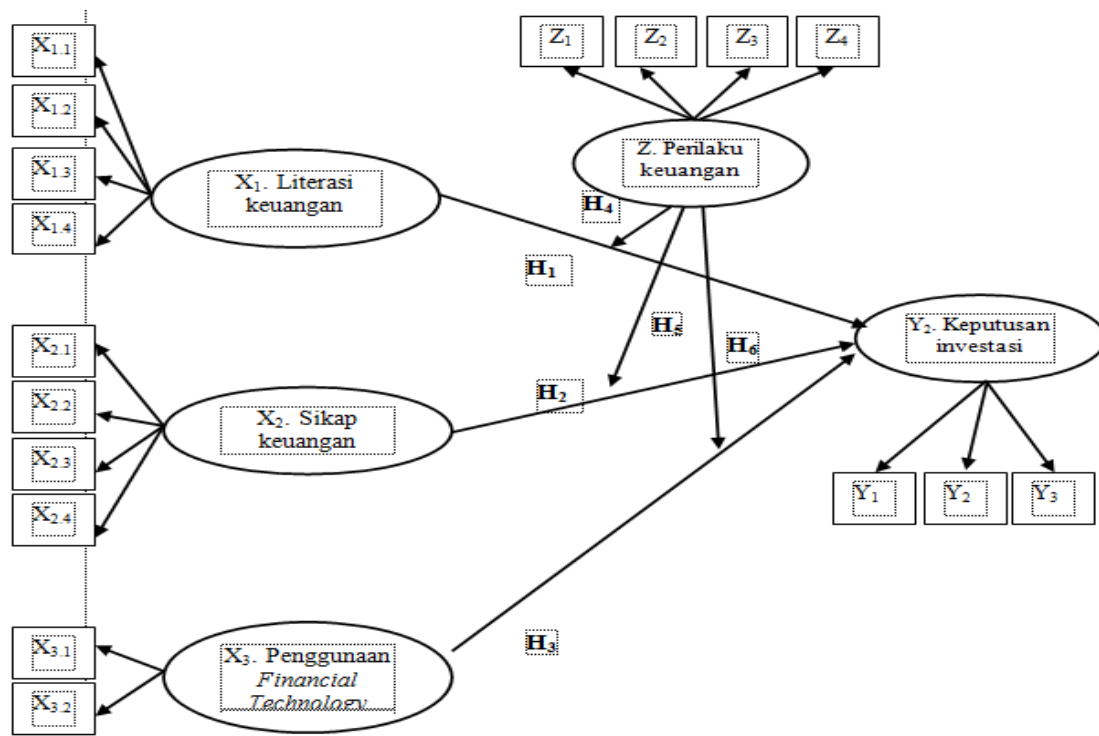 X1.1
X1.2
X1.3
X1.4
X1. Literasi
keuangan
Z1
Z2
Z3
Z4
Z. Perilaku
keuangan
H4
H1
H5
H6
H2
Y2. Keputusan
investasi
X2.1
X2.2
X2.3
X2.4
X2. Sikap
keuangan
Y1
Y2
Y3
X3.1
X3.2
X3. Penggunaan
Financial
Technology
H3